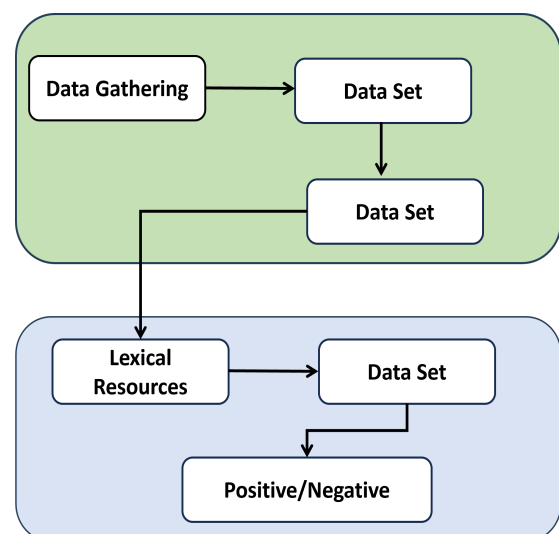 Data Gathering
Data Set
Data Set
Lexical
Resources
Data Set
Positive/Negative